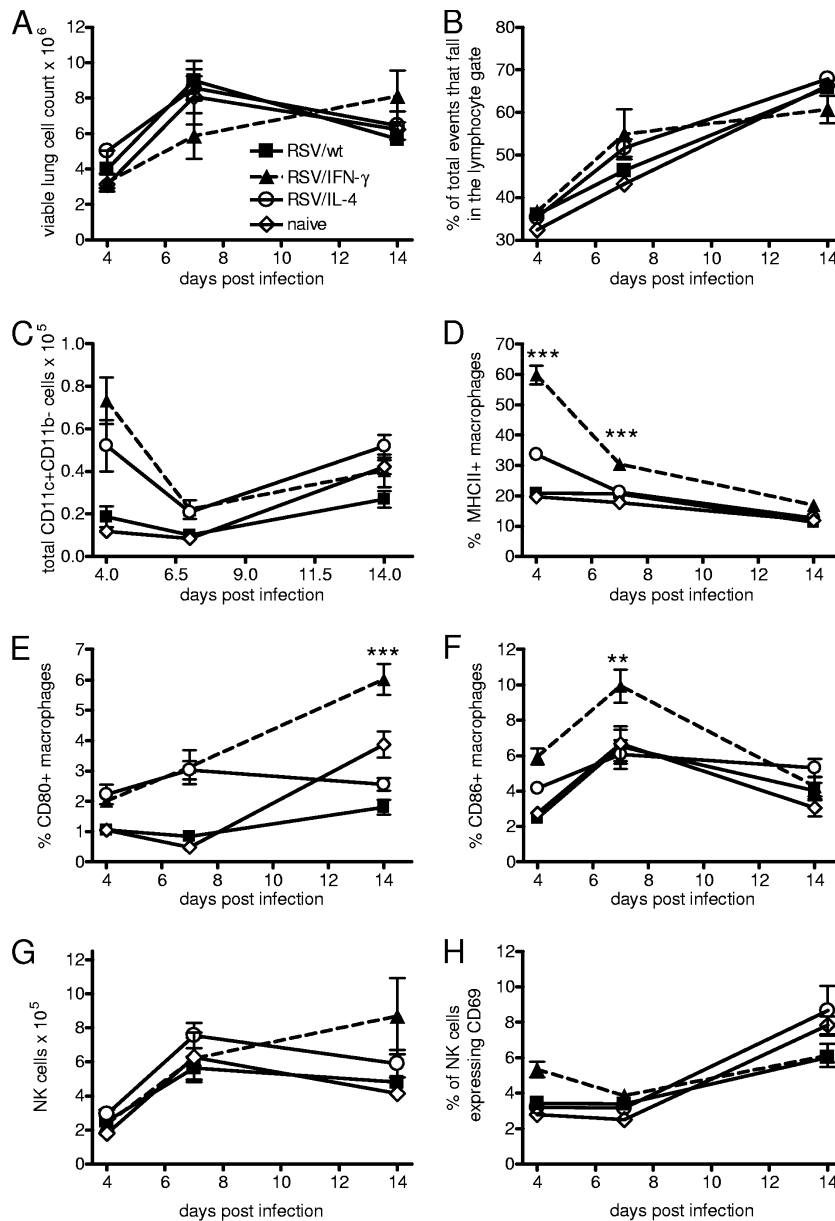 A
viable lung cell count x 10⁶
12
10
8
6
4
2
0
4 6 8 10 12 14
days post infection
RSV/wt
RSV/IFN-γ
RSV/IL-4
naive
B
% of total events that fall
in the lymphocyte gate
80
70
60
50
40
30
4 6 8 10 12 14
days post infection
C
total CD11c+CD11b- cells x 10⁵
1.0
0.8
0.6
0.4
0.2
0.0
4.0 6.5 9.0 11.5 14.0
days post infection
D
% MHCII+ macrophages
70
60
50
40
30
20
10
0
*** ***
4 6 8 10 12 14
days post infection
E
% CD80+ macrophages
7
6
5
4
3
2
1
0
***
4 6 8 10 12 14
days post infection
F
% CD86+ macrophages
12
10
8
6
4
2
0
**
4 6 8 10 12 14
days post infection
G
NK cells x 10⁵
12
10
8
6
4
2
0
4 6 8 10 12 14
days post infection
H
% of NK cells
expressing CD69
12
10
8
6
4
2
0
4 6 8 10 12 14
days post infection